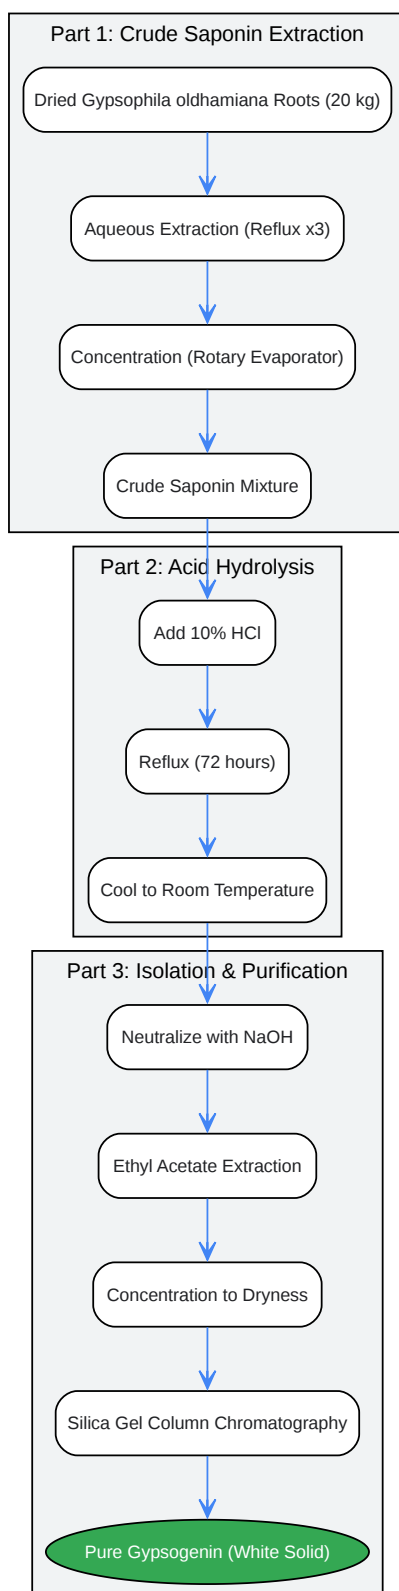 Part 1: Crude Saponin Extraction
Dried Gypsophila oldhamiana Roots (20 kg)
Aqueous Extraction (Reflux x3)
Concentration (Rotary Evaporator)
Crude Saponin Mixture
Part 2: Acid Hydrolysis
Add 10% HCl
Reflux (72 hours)
Cool to Room Temperature
Part 3: Isolation & Purification
Neutralize with NaOH
Ethyl Acetate Extraction
Concentration to Dryness
Silica Gel Column Chromatography
Pure Gypsogenin (White Solid)